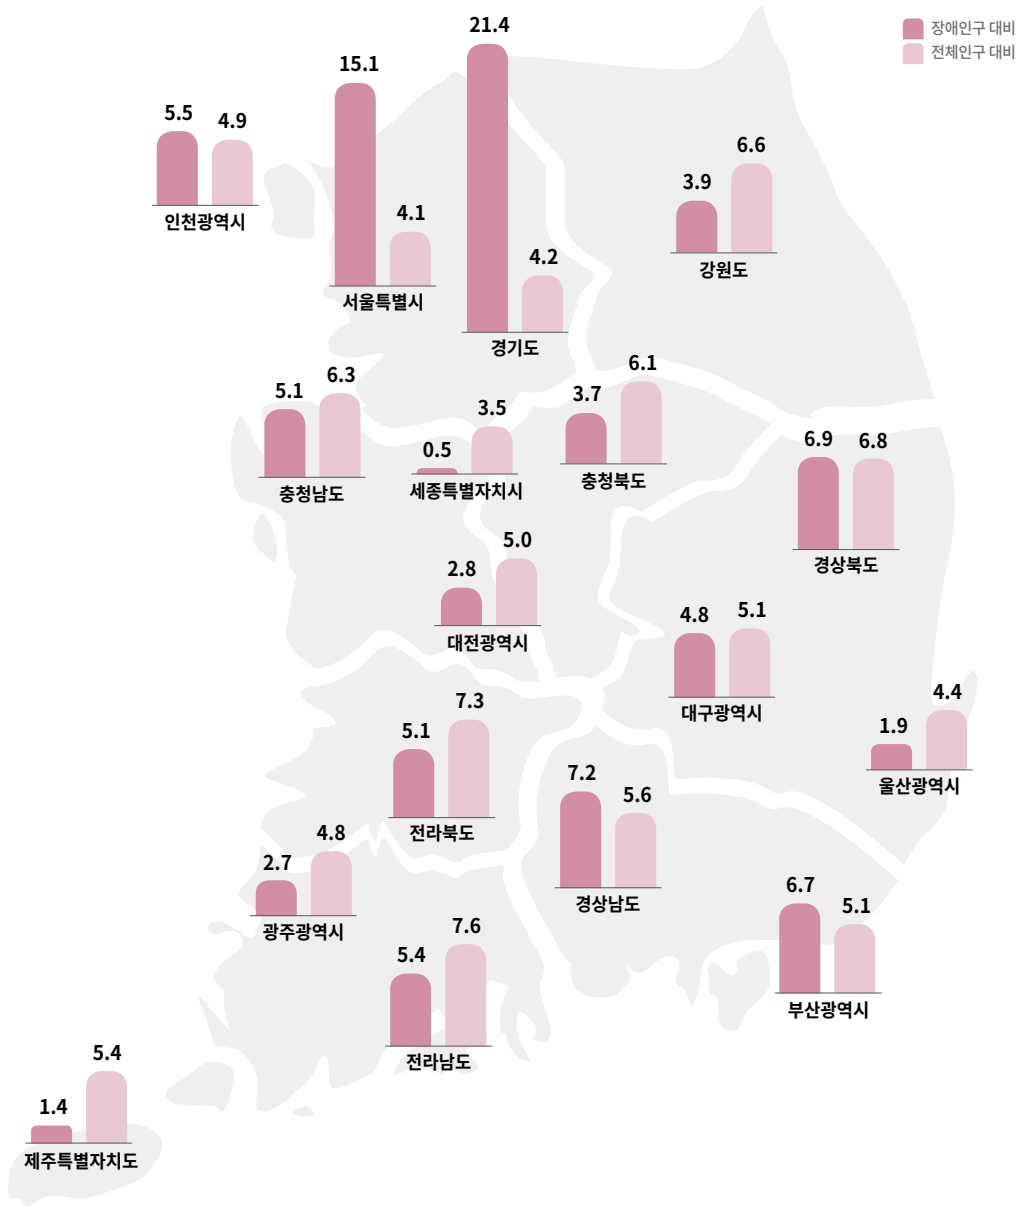 장애인구 대비
전체인구 대비
21.4
4.2
경기도
15.1
4.1
서울특별시
5.5
4.9
인천광역시
3.9
6.6
강원도
5.1
6.3
충청남도
0.5
3.5
세종특별자치시
3.7
6.1
충청북도
6.9
6.8
경상북도
2.8
5.0
대전광역시
4.8
5.1
대구광역시
1.9
4.4
울산광역시
5.1
7.3
전라북도
7.2
5.6
경상남도
2.7
4.8
광주광역시
6.7
5.1
부산광역시
5.4
7.6
전라남도
1.4
5.4
제주특별자치도